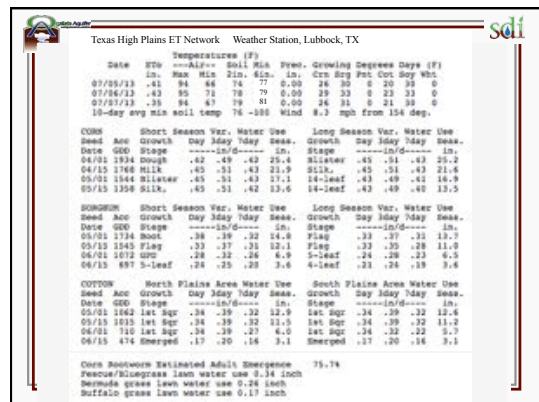 Ogallala Aquifer
sdi
Texas High Plains ET Network Weather Station, Lubbock, TX
Temperatures (F)
Date ETo ---Air-- Soil Min Prec. Growing Degrees Days (F)
in. Max Min 2in. 6in. in. Crn Srg Pnt Cot Soy Wht
07/05/13 .41 94 66 74 77 0.00 26 30 0 20 30 0
07/06/13 .43 95 71 78 79 0.00 29 33 0 23 33 0
07/07/13 .35 94 67 79 81 0.00 26 31 0 21 30 0
10-day avg min soil temp 76 -100 Wind 8.3 mph from 154 deg.
CORN Short Season Var. Water Use Long Season Var. Water Use
Seed Acc Growth Day 3day 7day Seas. Growth Day 3day 7day Seas.
Date GDD Stage -----in/d---- in. Stage -----in/d---- in.
04/01 1934 Dough .42 .49 .42 25.4 Blister .45 .51 .43 25.2
04/15 1768 Milk .45 .51 .43 21.9 Silk, .45 .51 .43 21.6
05/01 1544 Blister .45 .51 .43 17.1 14-leaf .43 .49 .41 16.9
05/15 1358 Silk, .45 .51 .42 13.6 14-leaf .43 .49 .40 13.5
SORGHUM Short Season Var. Water Use Long Season Var. Water Use
Seed Acc Growth Day 3day 7day Seas. Growth Day 3day 7day Seas.
Date GDD Stage -----in/d---- in. Stage -----in/d---- in.
05/01 1734 Boot .38 .39 .32 14.8 Flag .33 .37 .31 13.7
05/15 1545 Flag .33 .37 .31 12.1 Flag .33 .35 .28 11.0
06/01 1072 GPD .28 .32 .26 6.9 5-leaf .24 .28 .23 6.5
06/15 697 5-leaf .24 .25 .20 3.6 4-leaf .21 .24 .19 3.6
COTTON North Plains Area Water Use South Plains Area Water Use
Seed Acc Growth Day 3day 7day Seas. Growth Day 3day 7day Seas.
Date GDD Stage -----in/d---- in. Stage -----in/d---- in.
05/01 1062 1st Sqr .34 .39 .32 12.9 1st Sqr .34 .39 .32 12.6
05/15 1015 1st Sqr .34 .39 .32 11.5 1st Sqr .34 .39 .32 11.2
06/01 710 1st Sqr .34 .39 .27 6.0 1st Sqr .34 .32 .22 5.7
06/15 474 Emerged .17 .20 .16 3.1 Emerged .17 .20 .16 3.1
Corn Rootworm Estimated Adult Emergence 75.7%
Fescue/Bluegrass lawn water use 0.34 inch
Bermuda grass lawn water use 0.26 inch
Buffalo grass lawn water use 0.17 inch